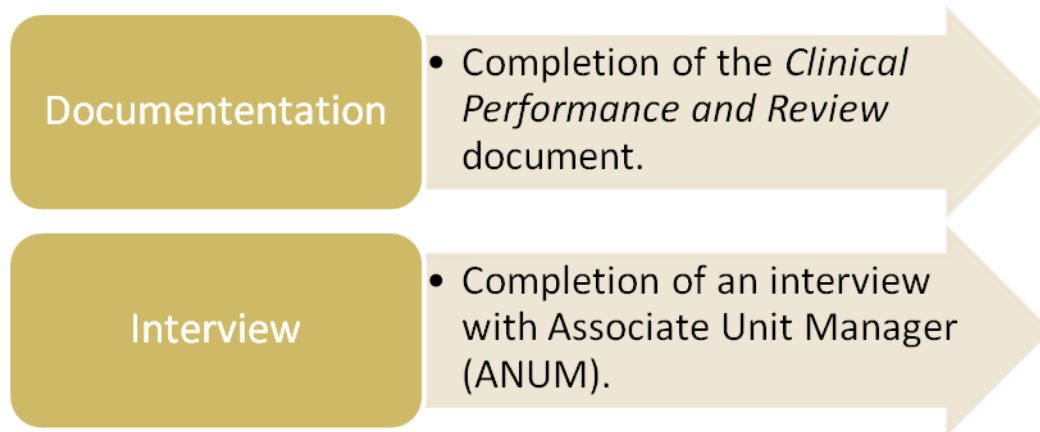 Documententation
• Completion of the Clinical
Performance and Review
document.
Interview
• Completion of an interview
with Associate Unit Manager
(ANUM).